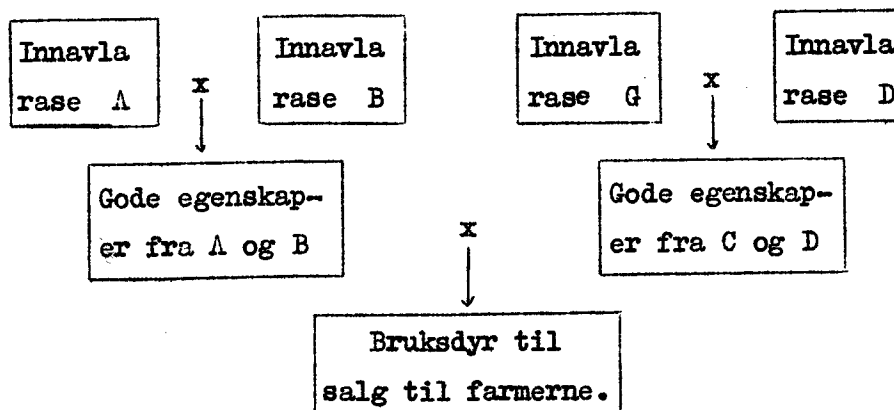 Innavla
rase A
x
Innavla
rase B
Innavla
rase G
x
Innavla
rase D
Gode egenskap-
er fra A og B
x
Gode egenskap-
er fra C og D
Bruksdyr til
salg til farmerne.